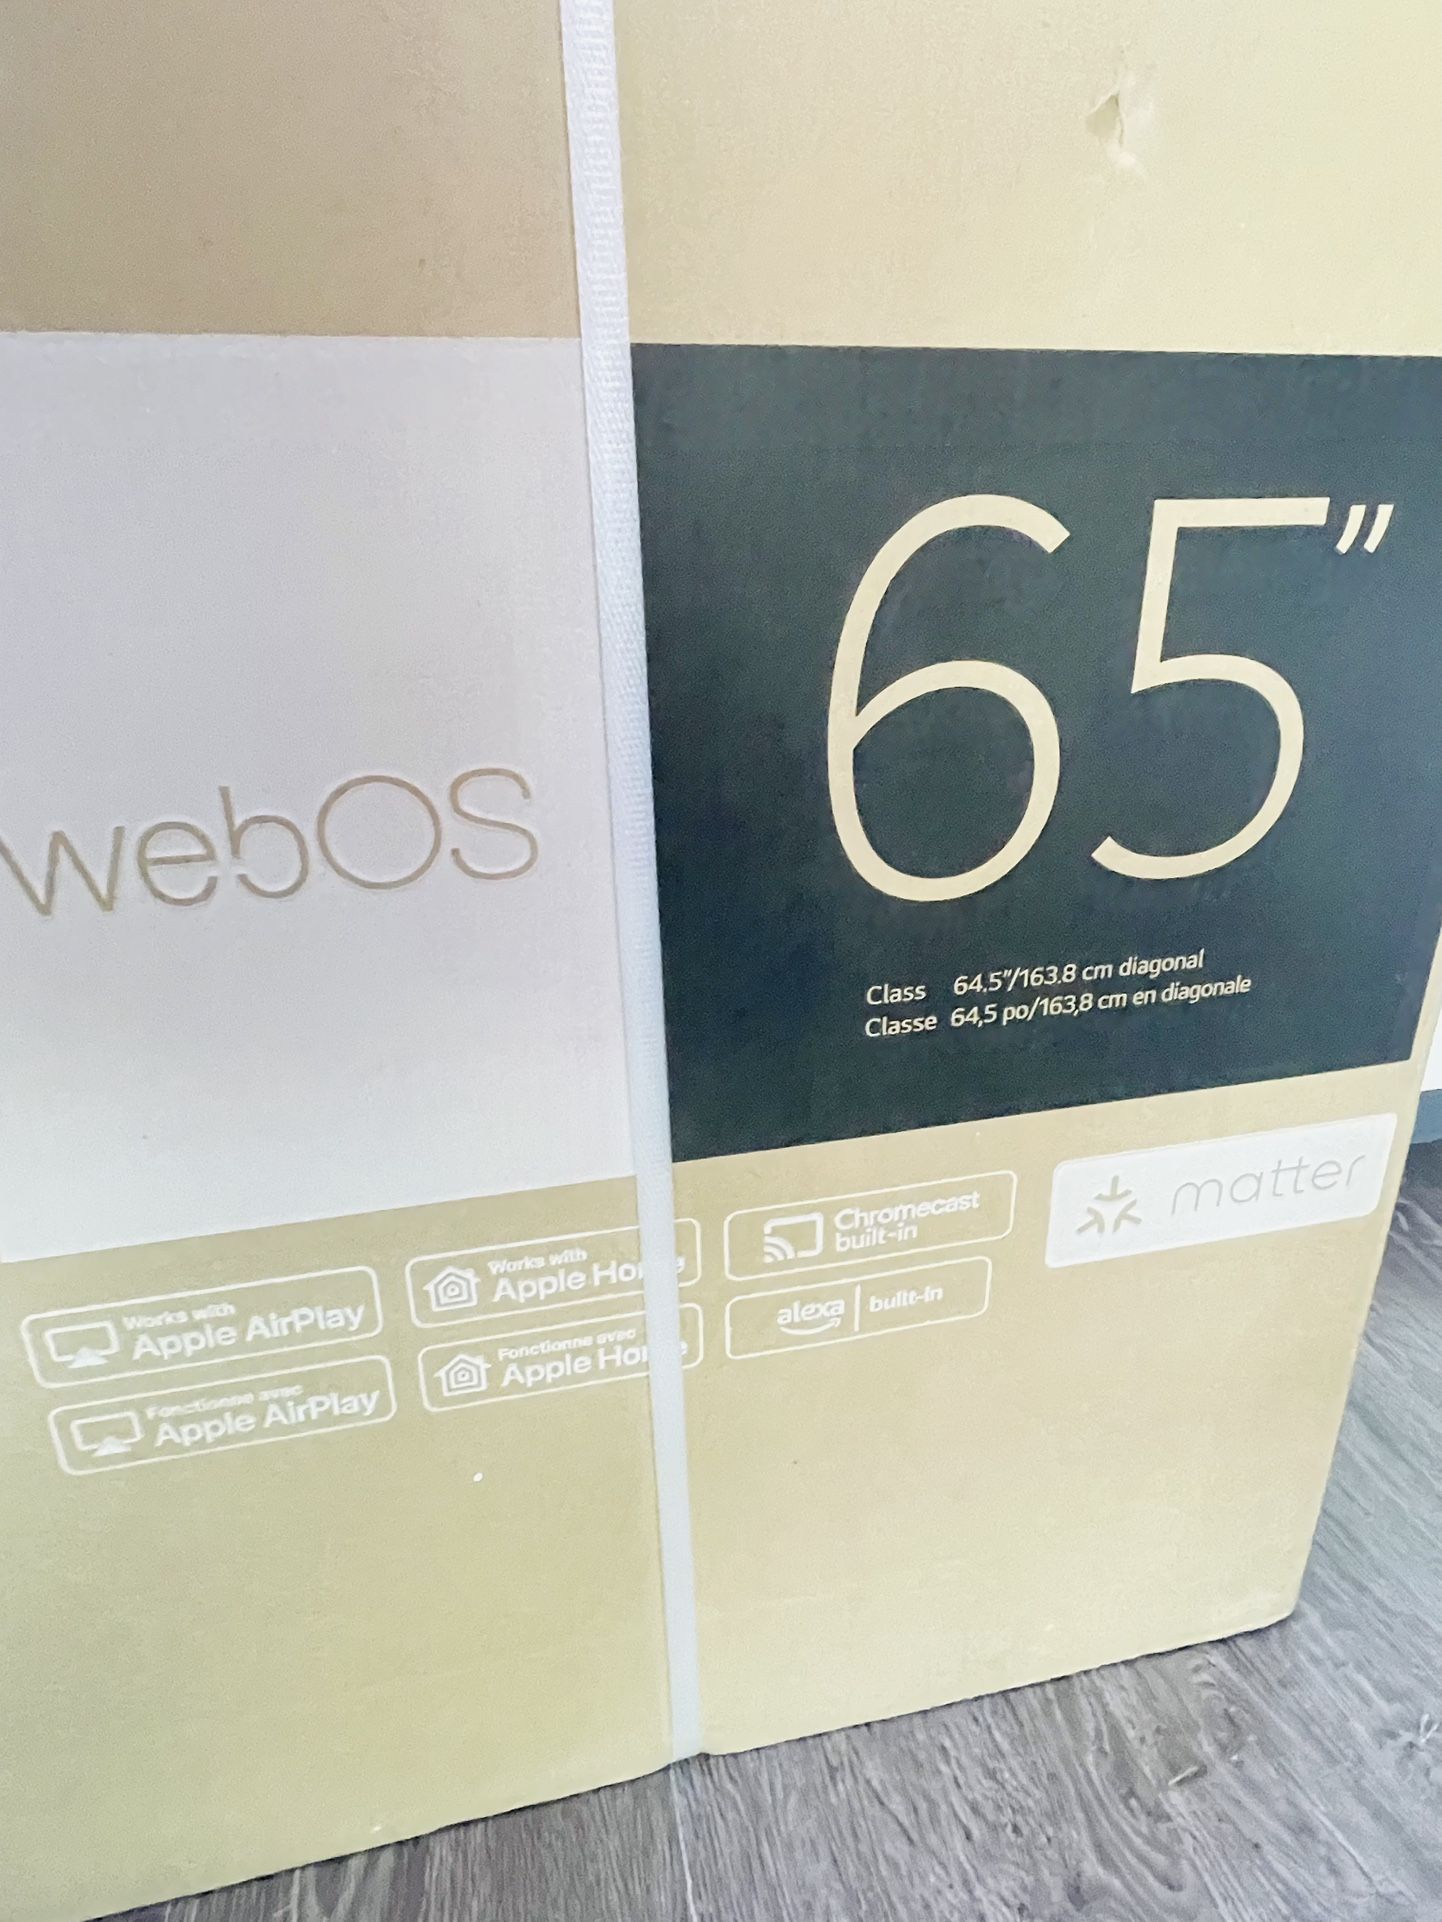 webOS
65"
Class 64.5"/163.8 cm diagonal
Classe 64,5 po/163,8 cm en diagonale
Works with
Apple AirPlay
Fonctionne avec
Apple AirPlay
Works with
Apple Home
Fonctionne avec
Apple Home
Chromecast
built-in
alexa built-in
matter